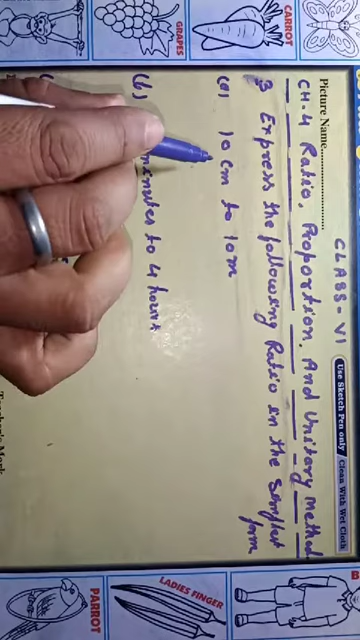 CARROT
GRAPES
Picture Name
CLASS - VI
Use Sketch Pen only / Clean With Wet Cloth
CH-4 Ratio, Proportion, And Unitary Method
3 Express the following Ratio in the Simplest
form
(a) 10 cm to 10 m
(b) minutes to 4 hours
PARROT
LADIES FINGER
B